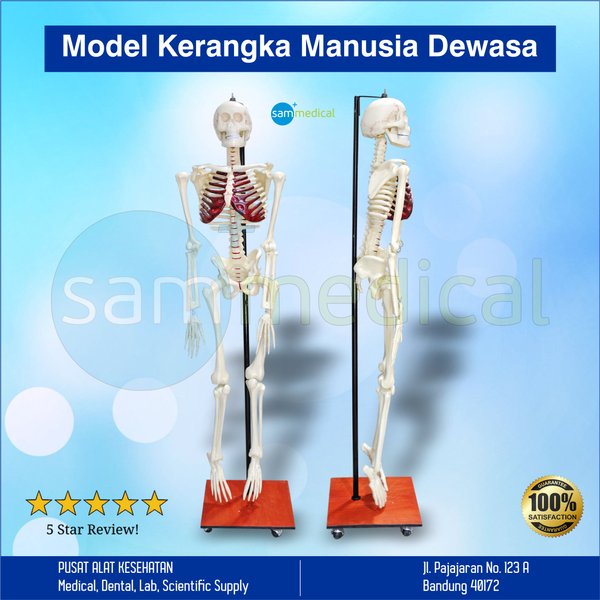 Model Kerangka Manusia Dewasa
sam+medical
sam+medical
5 Star Review!
GUARANTEE
100%
SATISFACTION
GUARANTEE
PUSAT ALAT KESEHATAN
Medical, Dental, Lab, Scientific Supply
Jl. Pajajaran No. 123 A
Bandung 40172